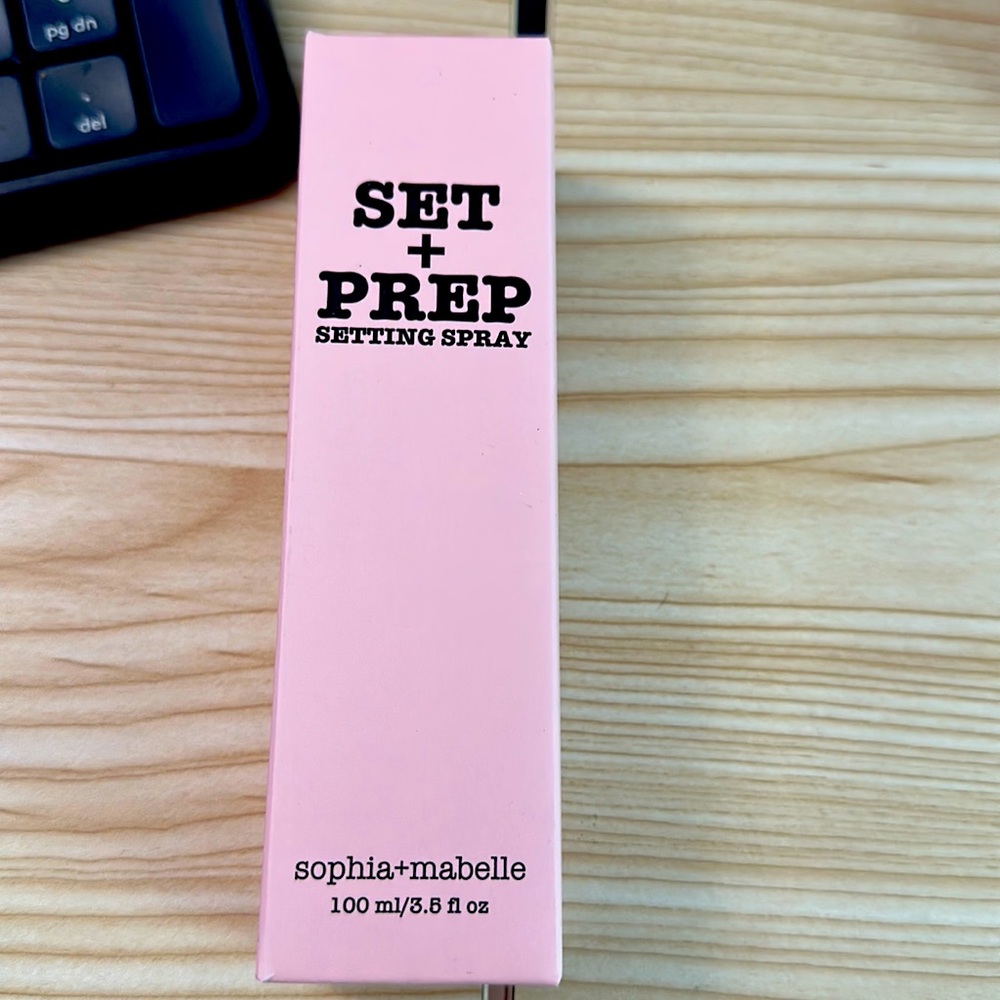 pg dn
del
SET
+
PREP
SETTING SPRAY
sophia+mabelle
100 ml/3.5 fl oz